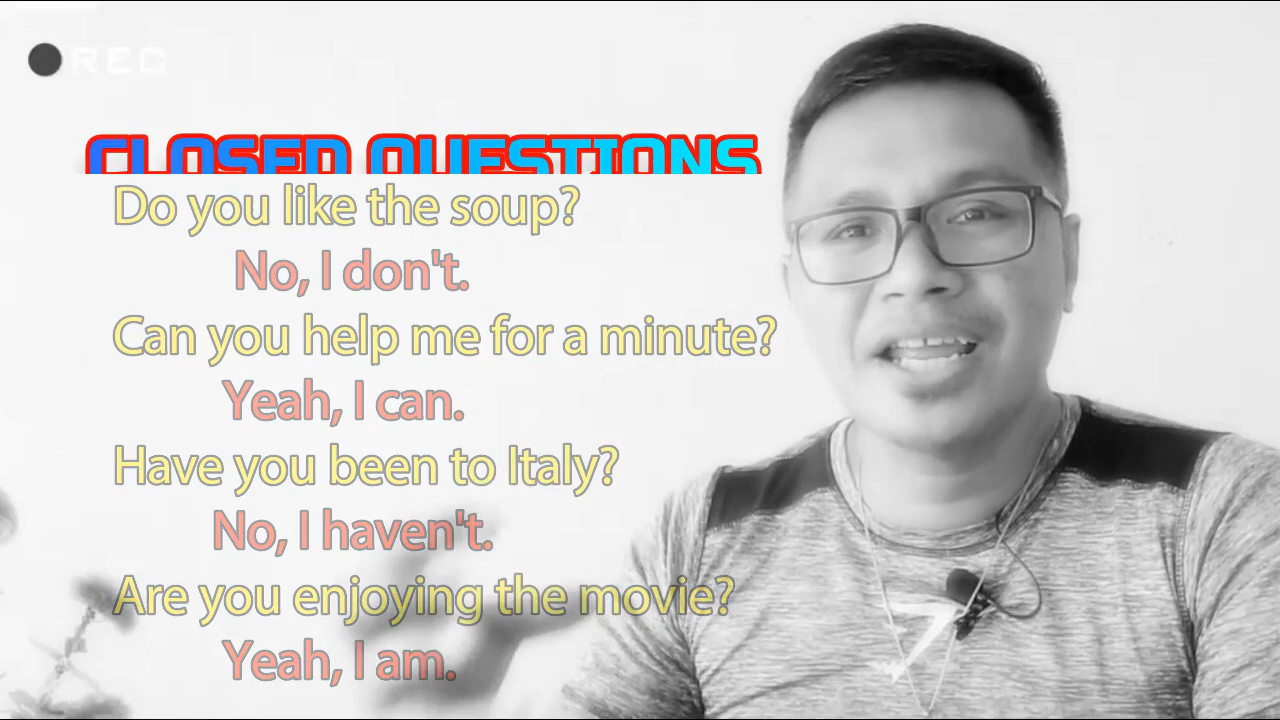 REC
CLOSED QUESTIONS
Do you like the soup?
No, I don't.
Can you help me for a minute?
Yeah, I can.
Have you been to Italy?
No, I haven't.
Are you enjoying the movie?
Yeah, I am.